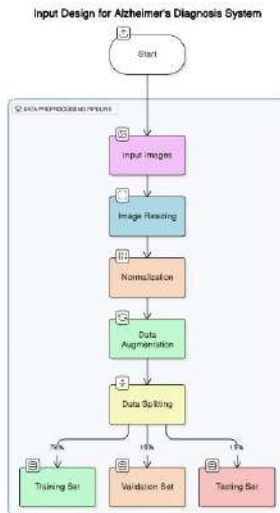 Input Design for Alzheimer's Diagnosis System
Start
DATA PREPROCESSING PIPELINE
Input Images
Image Resizing
Normalization
Data
Augmentation
Data Splitting
70% 15% 15%
Training Set Validation Set Testing Set